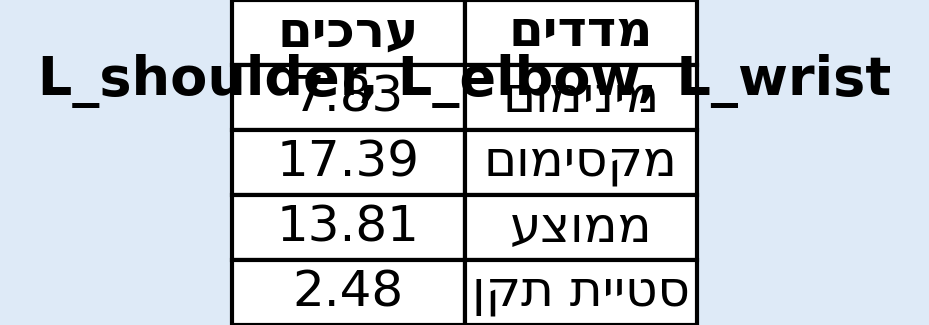 מדדים ערכים
L_shoulder, L_elbow, L_wrist
מינימום 7.83
מקסימום 17.39
ממוצע 13.81
סטיית תקן 2.48